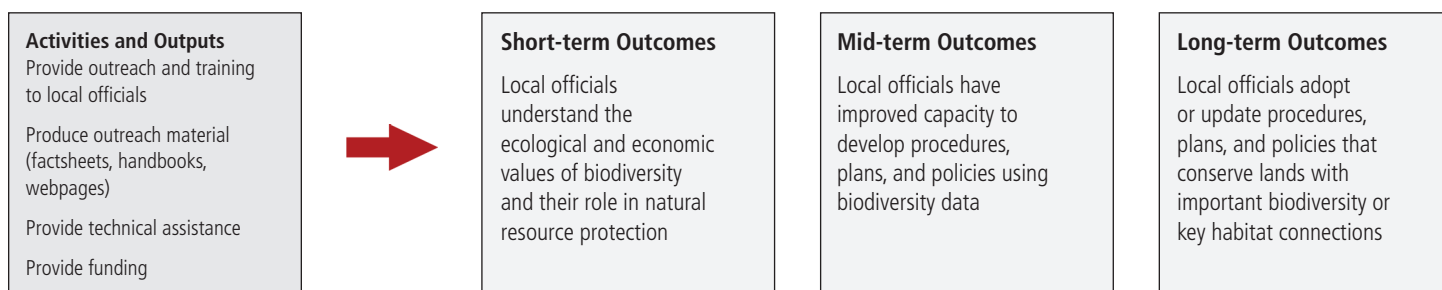 Activities and Outputs
Provide outreach and training
to local officials
Produce outreach material
(factsheets, handbooks,
webpages)
Provide technical assistance
Provide funding
Short-term Outcomes
Local officials
understand the
ecological and economic
values of biodiversity
and their role in natural
resource protection
Mid-term Outcomes
Local officials have
improved capacity to
develop procedures,
plans, and policies using
biodiversity data
Long-term Outcomes
Local officials adopt
or update procedures,
plans, and policies that
conserve lands with
important biodiversity or
key habitat connections